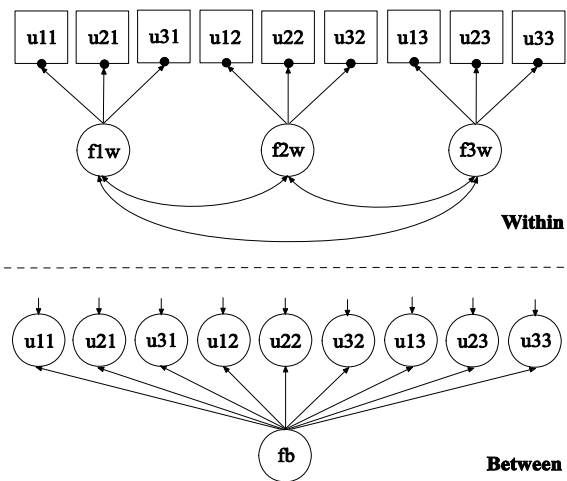 u11 u21 u31 u12 u22 u32 u13 u23 u33
f1w f2w f3w
Within
u11 u21 u31 u12 u22 u32 u13 u23 u33
fb
Between